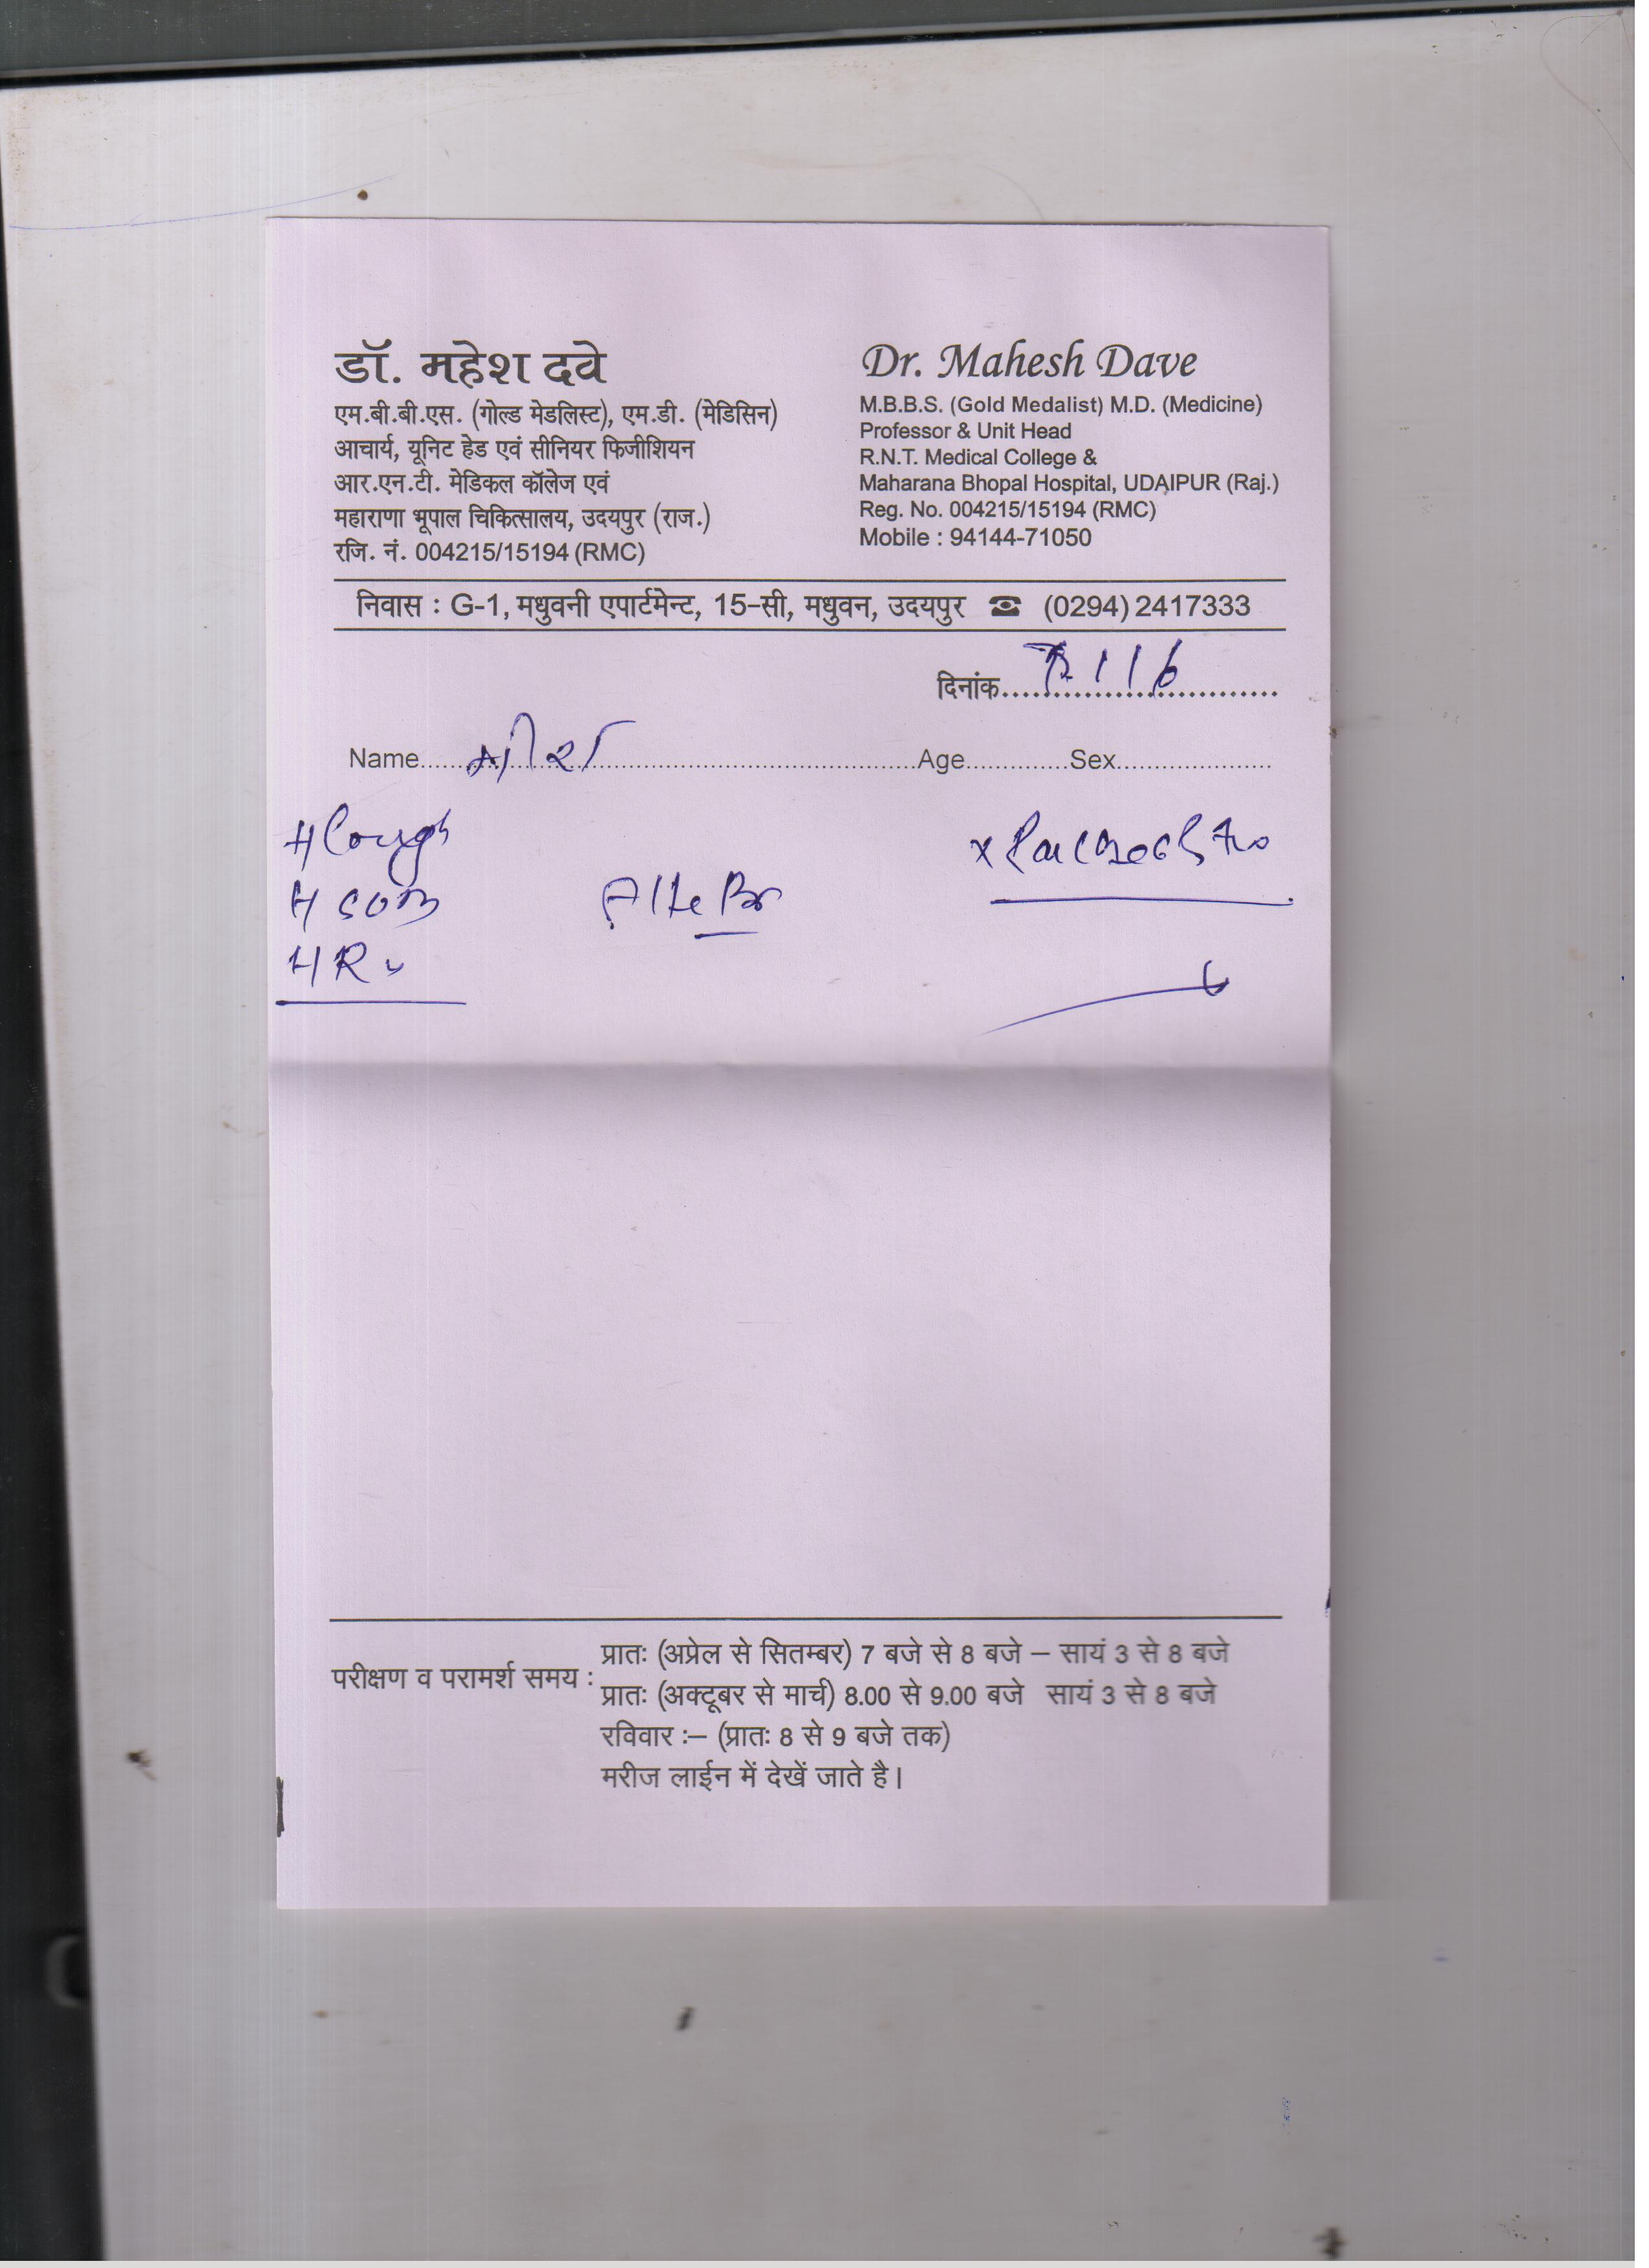 डॉ. महेश दवे
एम.बी.बी.एस. (गोल्ड मेडलिस्ट), एम.डी. (मेडिसिन)
आचार्य, यूनिट हेड एवं सीनियर फिजीशियन
आर.एन.टी. मेडिकल कॉलेज एवं
महाराणा भूपाल चिकित्सालय, उदयपुर (राज.)
रजि. नं. 004215/15194 (RMC)
Dr. Mahesh Dave
M.B.B.S. (Gold Medalist) M.D. (Medicine)
Professor & Unit Head
R.N.T. Medical College &
Maharana Bhopal Hospital, UDAIPUR (Raj.)
Reg. No. 004215/15194 (RMC)
Mobile : 94144-71050
निवास : G-1, मधुवनी एपार्टमेन्ट, 15-सी, मधुवन, उदयपुर ☎ (0294) 2417333
दिनांक
Name मीरा Age Sex
H Cough
परीक्षण व परामर्श समय :
प्रातः (अप्रेल से सितम्बर) 7 बजे से 8 बजे – सायं 3 से 8 बजे
प्रातः (अक्टूबर से मार्च) 8.00 से 9.00 बजे सायं 3 से 8 बजे
रविवार :– (प्रातः 8 से 9 बजे तक)
मरीज लाईन में देखें जाते है।